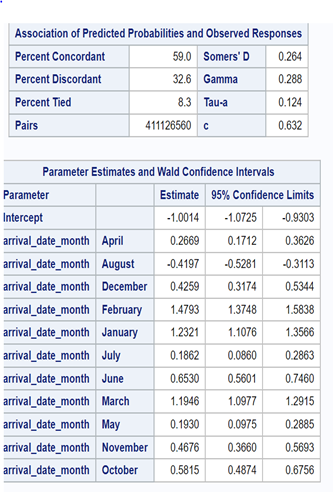 Association of Predicted Probabilities and Observed Responses
Percent Concordant 59.0 Somers' D 0.264
Percent Discordant 32.6 Gamma 0.288
Percent Tied 8.3 Tau-a 0.124
Pairs 411126560 c 0.632
Parameter Estimates and Wald Confidence Intervals
Parameter Estimate 95% Confidence Limits
Intercept -1.0014 -1.0725 -0.9303
arrival_date_month April 0.2669 0.1712 0.3626
arrival_date_month August -0.4197 -0.5281 -0.3113
arrival_date_month December 0.4259 0.3174 0.5344
arrival_date_month February 1.4793 1.3748 1.5838
arrival_date_month January 1.2321 1.1076 1.3566
arrival_date_month July 0.1862 0.0860 0.2863
arrival_date_month June 0.6530 0.5601 0.7460
arrival_date_month March 1.1946 1.0977 1.2915
arrival_date_month May 0.1930 0.0975 0.2885
arrival_date_month November 0.4676 0.3660 0.5693
arrival_date_month October 0.5815 0.4874 0.6756